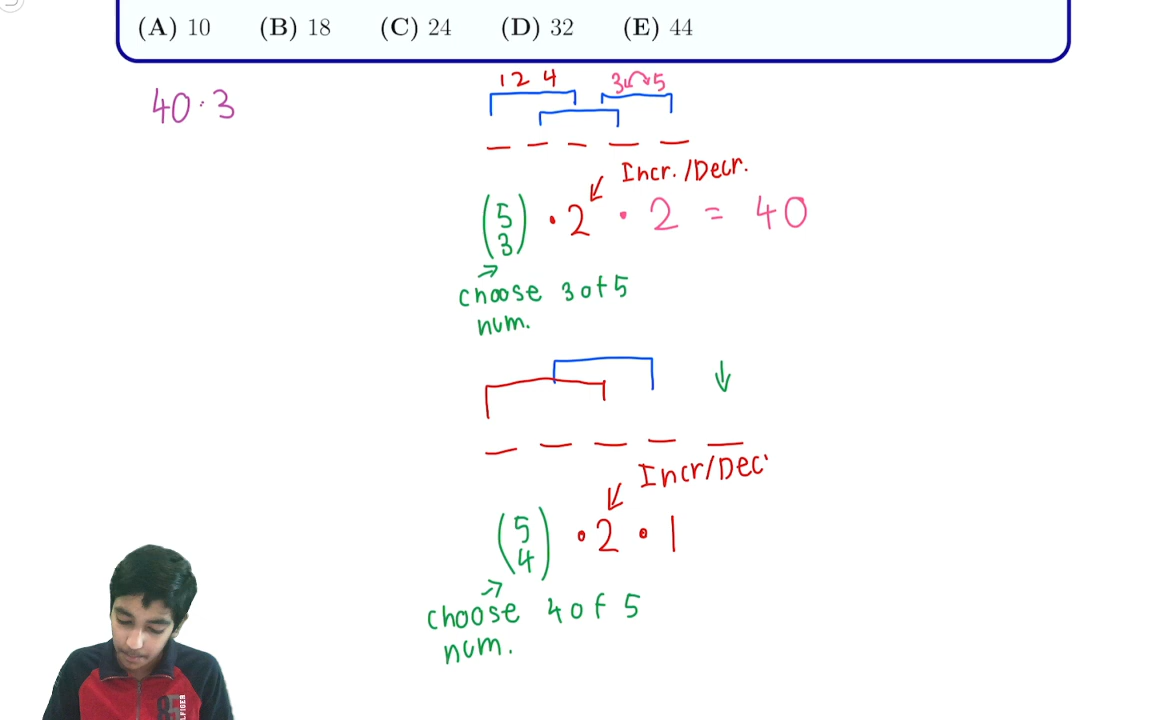 (A) 10 (B) 18 (C) 24 (D) 32 (E) 44
40·3
1 2 4 3 5
Incr./Decr.
(5 3) · 2 · 2 = 40
choose 3 of 5
num.
Incr/Dec
(5 4) · 2 · 1
choose 4 of 5
num.